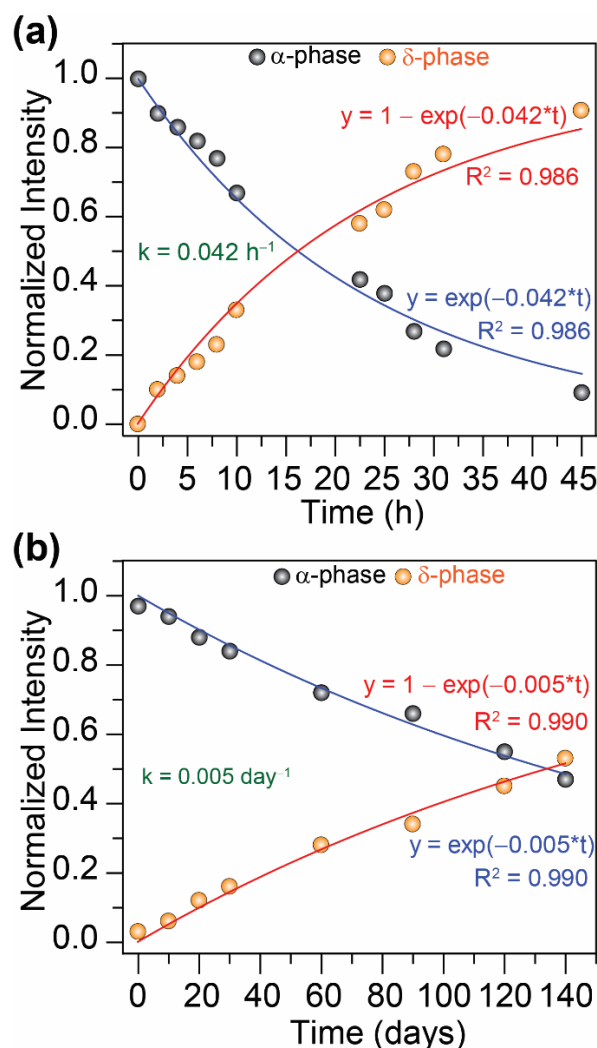 (a)
α-phase δ-phase
1.0
0.8
0.6
0.4
0.2
0.0
Normalized Intensity
y = 1 − exp(−0.042*t)
R² = 0.986
k = 0.042 h⁻¹
y = exp(−0.042*t)
R² = 0.986
0 5 10 15 20 25 30 35 40 45
Time (h)
(b)
α-phase δ-phase
1.0
0.8
0.6
0.4
0.2
0.0
Normalized Intensity
y = 1 − exp(−0.005*t)
R² = 0.990
k = 0.005 day⁻¹
y = exp(−0.005*t)
R² = 0.990
0 20 40 60 80 100 120 140
Time (days)